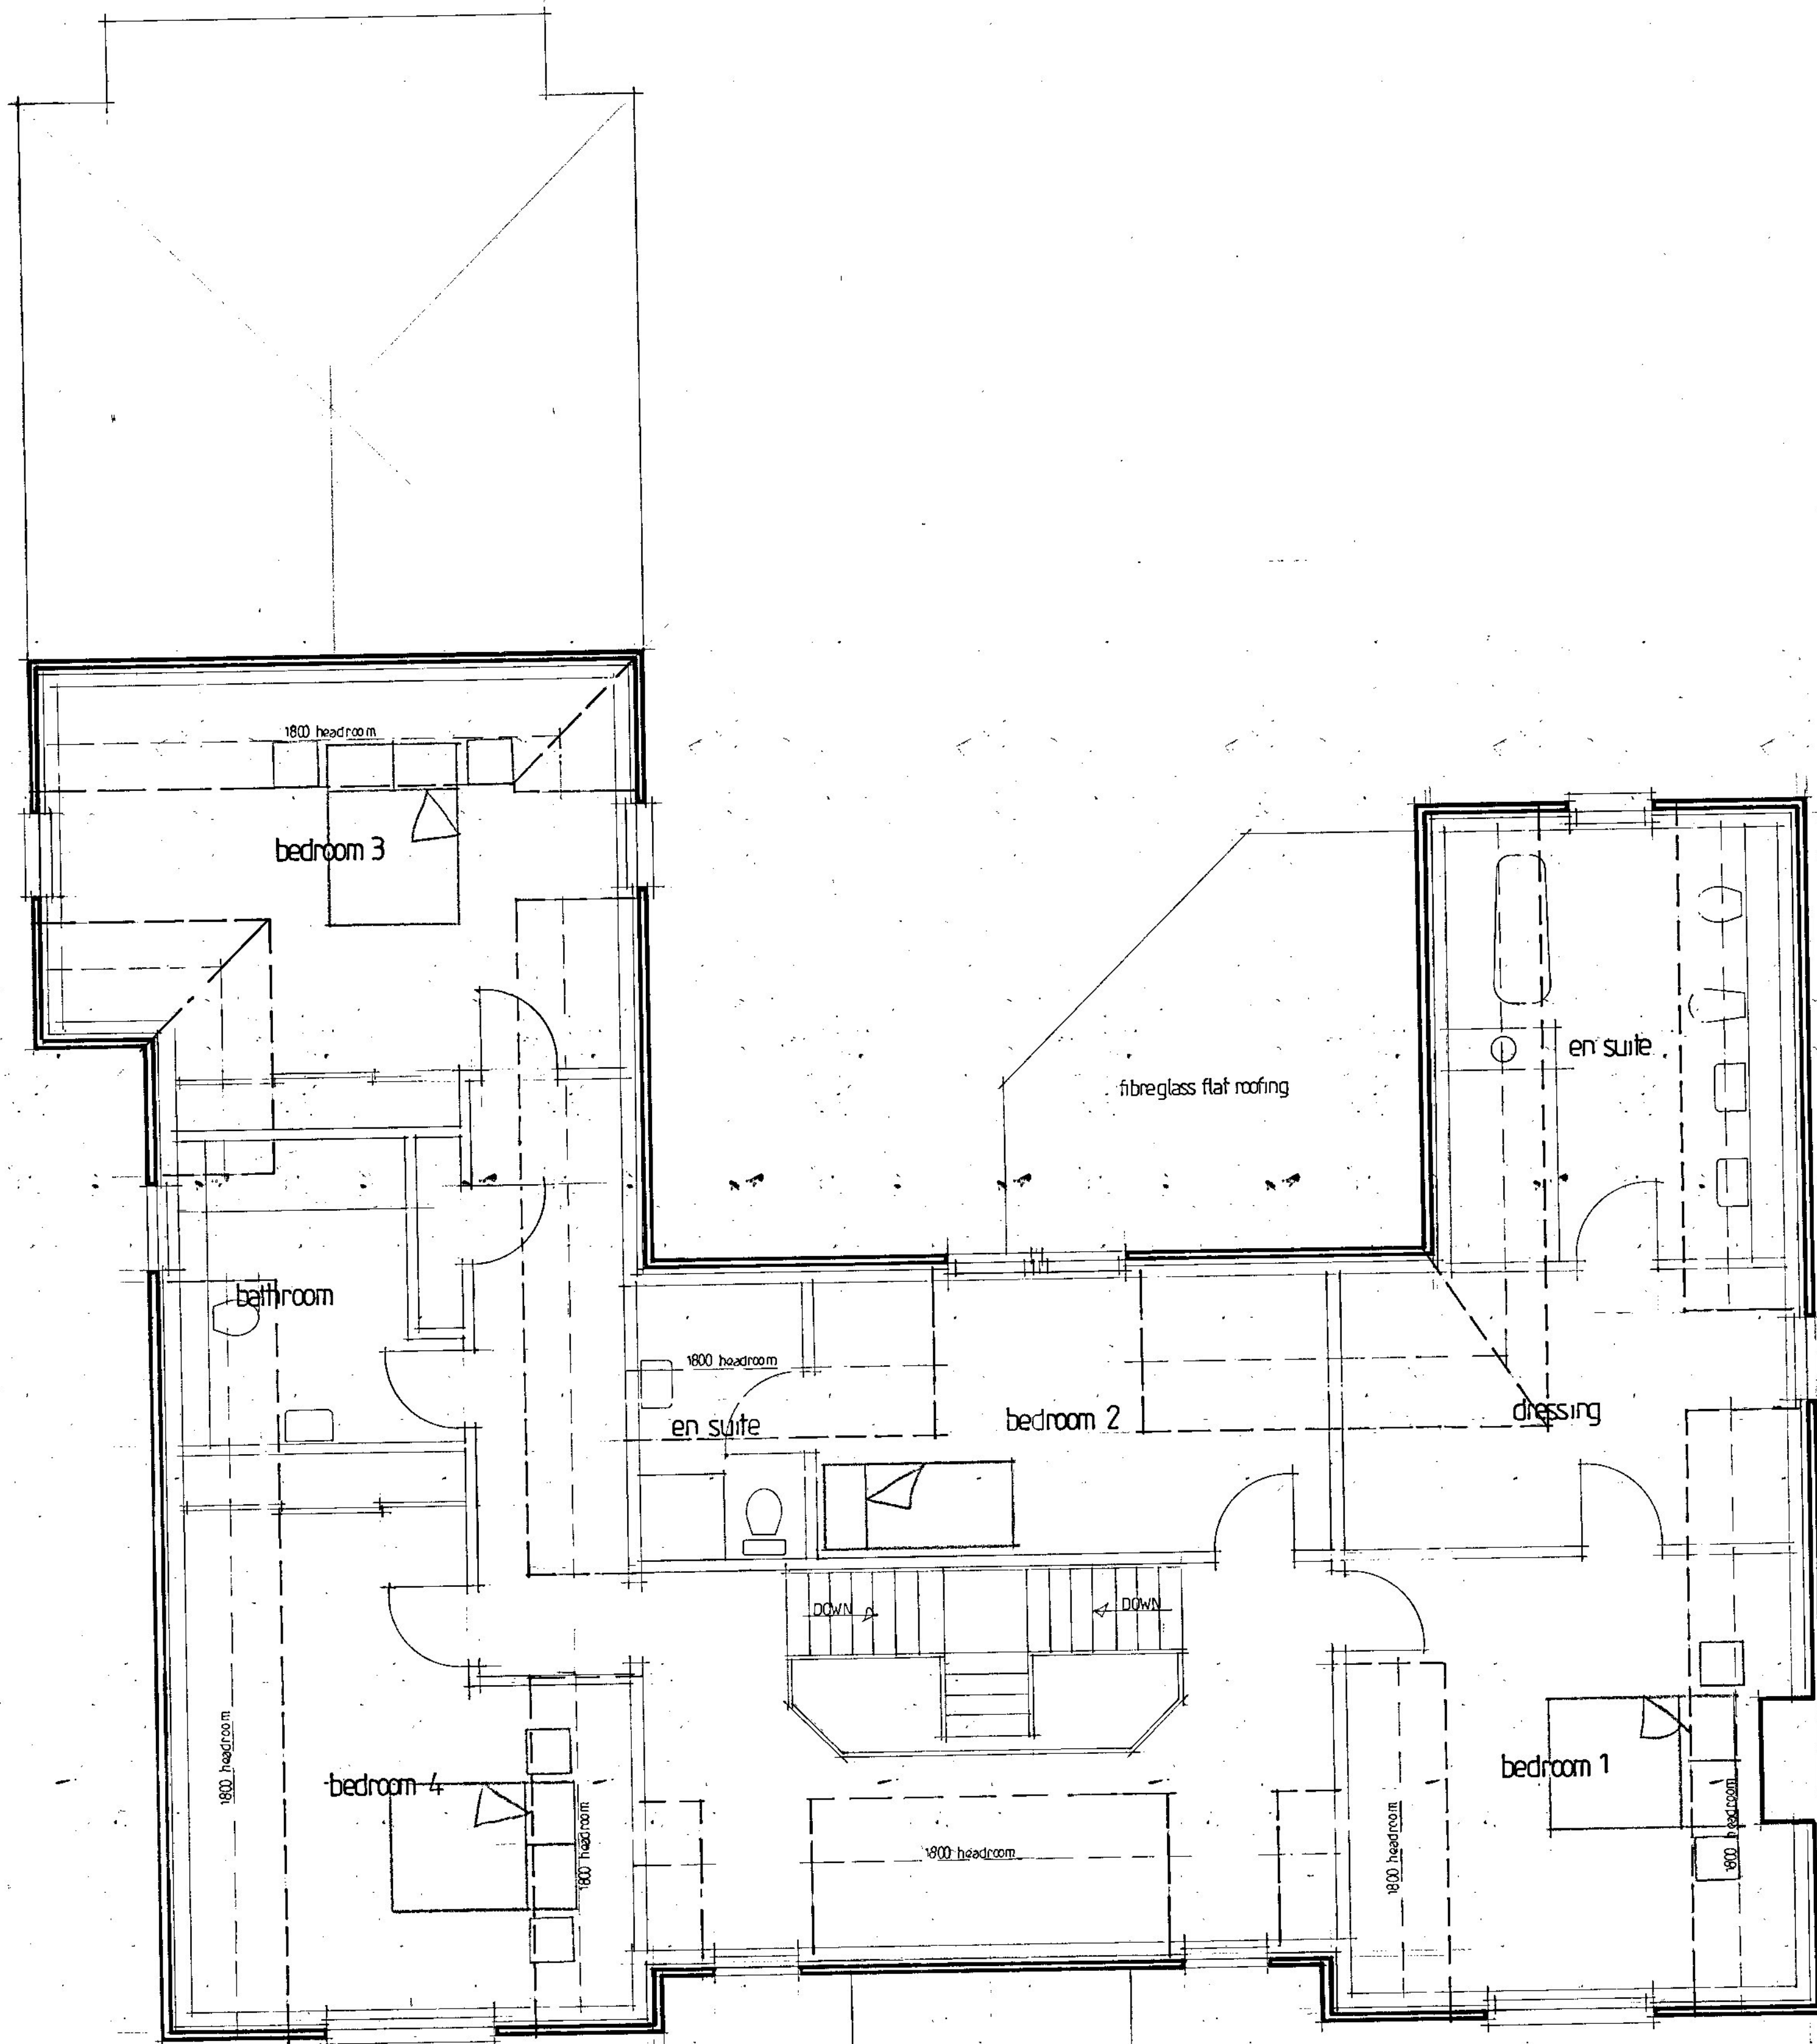 1800 headroom
bedroom 3
en suite
fibreglass flat roofing
bathroom
1800 headroom
en suite
bedroom 2
dressing
DOWN
DOWN
1800 headroom
bedroom 4
1800 headroom
1800 headroom
1800 headroom
bedroom 1
1800 headroom